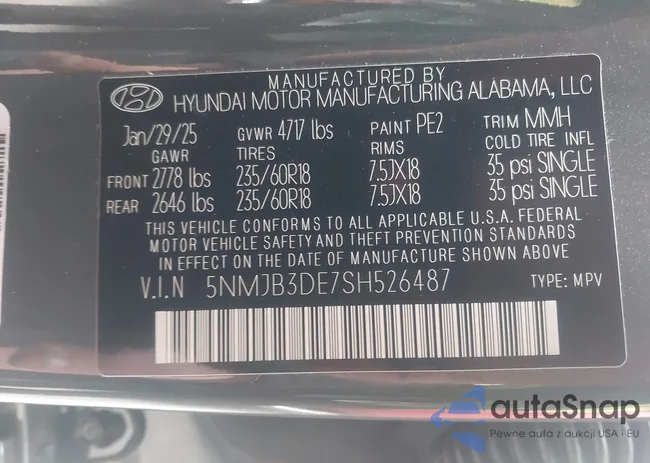 MANUFACTURED BY
HYUNDAI MOTOR MANUFACTURING ALABAMA, LLC
Jan/29/25 GVWR 4717 lbs PAINT PE2 TRIM MMH
GAWR TIRES RIMS COLD TIRE INFL
FRONT 2778 lbs 235/60R18 7.5JX18 35 psi SINGLE
REAR 2646 lbs 235/60R18 7.5JX18 35 psi SINGLE
THIS VEHICLE CONFORMS TO ALL APPLICABLE U.S.A. FEDERAL
MOTOR VEHICLE SAFETY AND THEFT PREVENTION STANDARDS
IN EFFECT ON THE DATE OF MANUFACTURE SHOWN ABOVE.
V.I.N 5NMJB3DE7SH526487 TYPE: MPV
autaSnap
Pewne auta z aukcji USA i EU